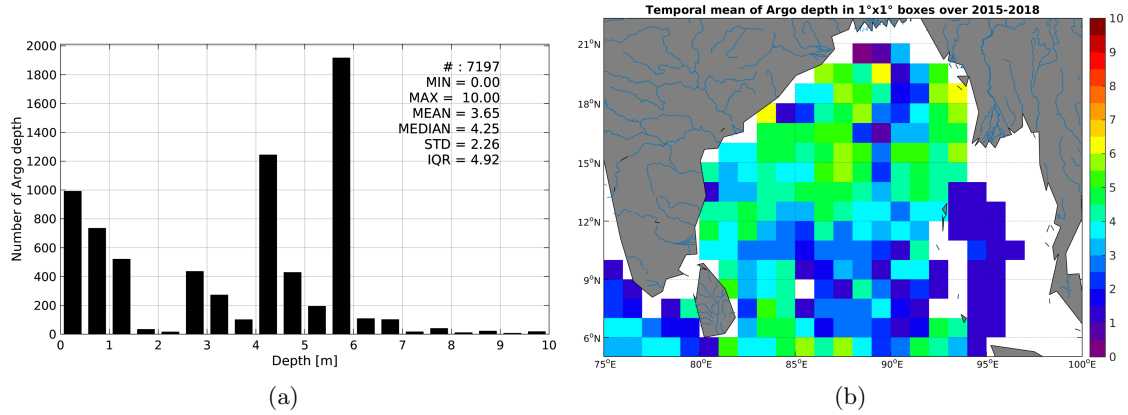 Number of Argo depth
2000
1800
1600
1400
1200
1000
800
600
400
200
0
# : 7197
MIN = 0.00
MAX = 10.00
MEAN = 3.65
MEDIAN = 4.25
STD = 2.26
IQR = 4.92
0 1 2 3 4 5 6 7 8 9 10
Depth [m]
(a)
Temporal mean of Argo depth in 1°x1° boxes over 2015-2018
21°N
18°N
15°N
12°N
9°N
6°N
75°E 80°E 85°E 90°E 95°E 100°E
10
9
8
7
6
5
4
3
2
1
0
(b)